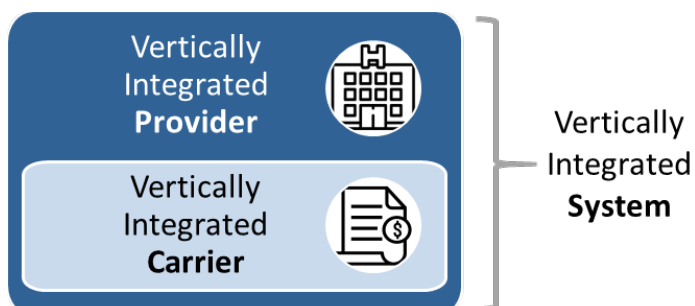 Vertically
Integrated
Provider
Vertically
Integrated
Carrier
$
Vertically
Integrated
System